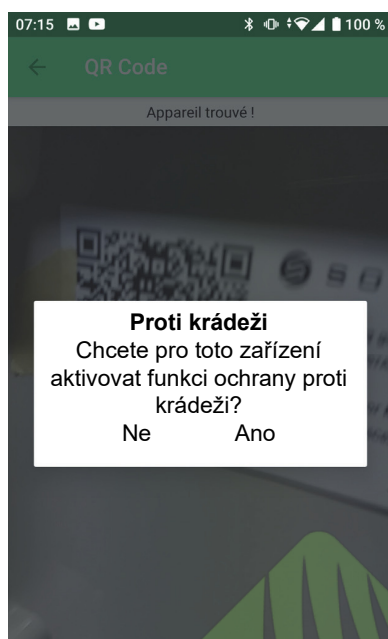 07:15
100 %
QR Code
Appareil trouvé !
Proti krádeži
Chcete pro toto zařízení
aktivovat funkci ochrany proti
krádeži?
Ne Ano